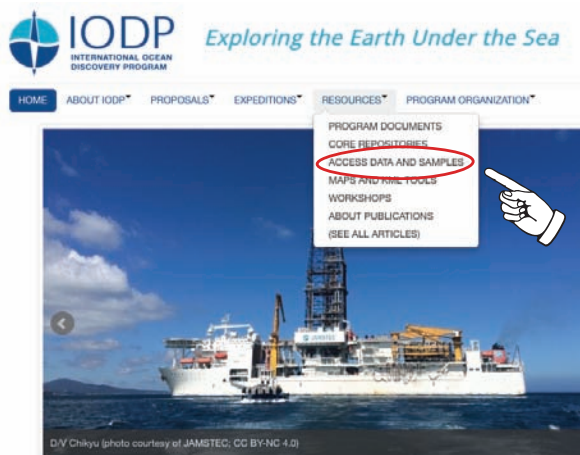 IODP
INTERNATIONAL OCEAN
DISCOVERY PROGRAM
Exploring the Earth Under the Sea
HOME ABOUT IODP PROPOSALS EXPEDITIONS RESOURCES PROGRAM ORGANIZATION
PROGRAM DOCUMENTS
CORE REPOSITORIES
ACCESS DATA AND SAMPLES
MAPS AND KML TOOLS
WORKSHOPS
ABOUT PUBLICATIONS
(SEE ALL ARTICLES)
JAMSTEC
D/V Chikyu (photo courtesy of JAMSTEC; CC BY-NC 4.0)